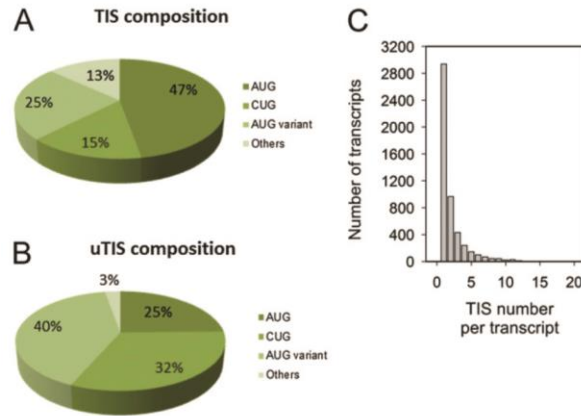 A
TIS composition
13%
47%
25%
15%
AUG
CUG
AUG variant
Others
B
uTIS composition
3%
25%
40%
32%
AUG
CUG
AUG variant
Others
C
Number of transcripts
3200
2800
2400
2000
1600
1200
800
400
0
0 5 10 15 20
TIS number
per transcript